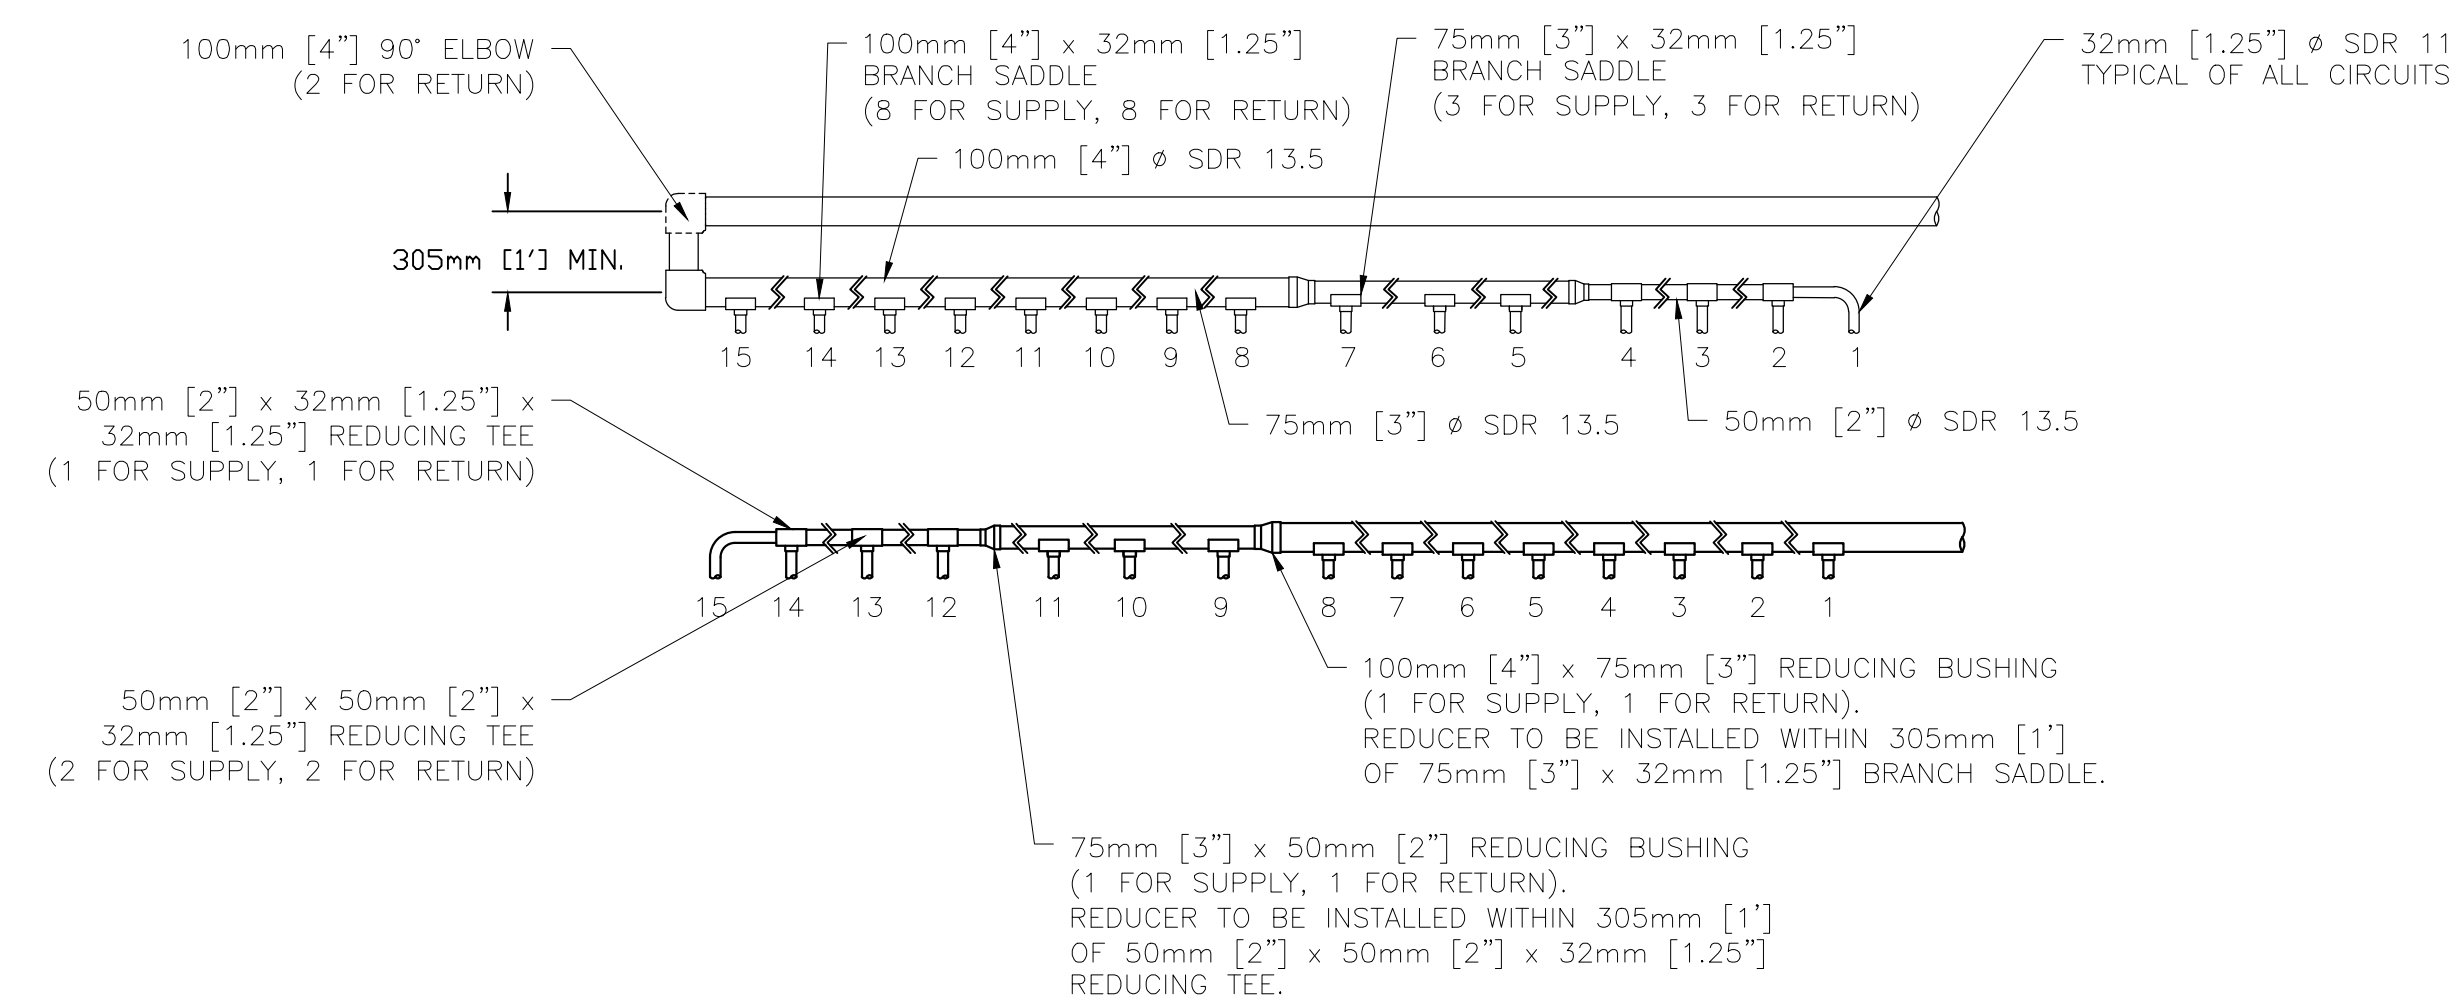 100mm [4"] 90° ELBOW
(2 FOR RETURN)
100mm [4"] x 32mm [1.25"]
BRANCH SADDLE
(8 FOR SUPPLY, 8 FOR RETURN)
75mm [3"] x 32mm [1.25"]
BRANCH SADDLE
(3 FOR SUPPLY, 3 FOR RETURN)
32mm [1.25"] ø SDR 11
TYPICAL OF ALL CIRCUITS
100mm [4"] ø SDR 13.5
305mm [1'] MIN.
15 14 13 12 11 10 9 8 7 6 5 4 3 2 1
75mm [3"] ø SDR 13.5
50mm [2"] ø SDR 13.5
50mm [2"] x 32mm [1.25"] x
32mm [1.25"] REDUCING TEE
(1 FOR SUPPLY, 1 FOR RETURN)
15 14 13 12 11 10 9 8 7 6 5 4 3 2 1
50mm [2"] x 50mm [2"] x
32mm [1.25"] REDUCING TEE
(2 FOR SUPPLY, 2 FOR RETURN)
100mm [4"] x 75mm [3"] REDUCING BUSHING
(1 FOR SUPPLY, 1 FOR RETURN).
REDUCER TO BE INSTALLED WITHIN 305mm [1']
OF 75mm [3"] x 32mm [1.25"] BRANCH SADDLE.
75mm [3"] x 50mm [2"] REDUCING BUSHING
(1 FOR SUPPLY, 1 FOR RETURN).
REDUCER TO BE INSTALLED WITHIN 305mm [1']
OF 50mm [2"] x 50mm [2"] x 32mm [1.25"]
REDUCING TEE.